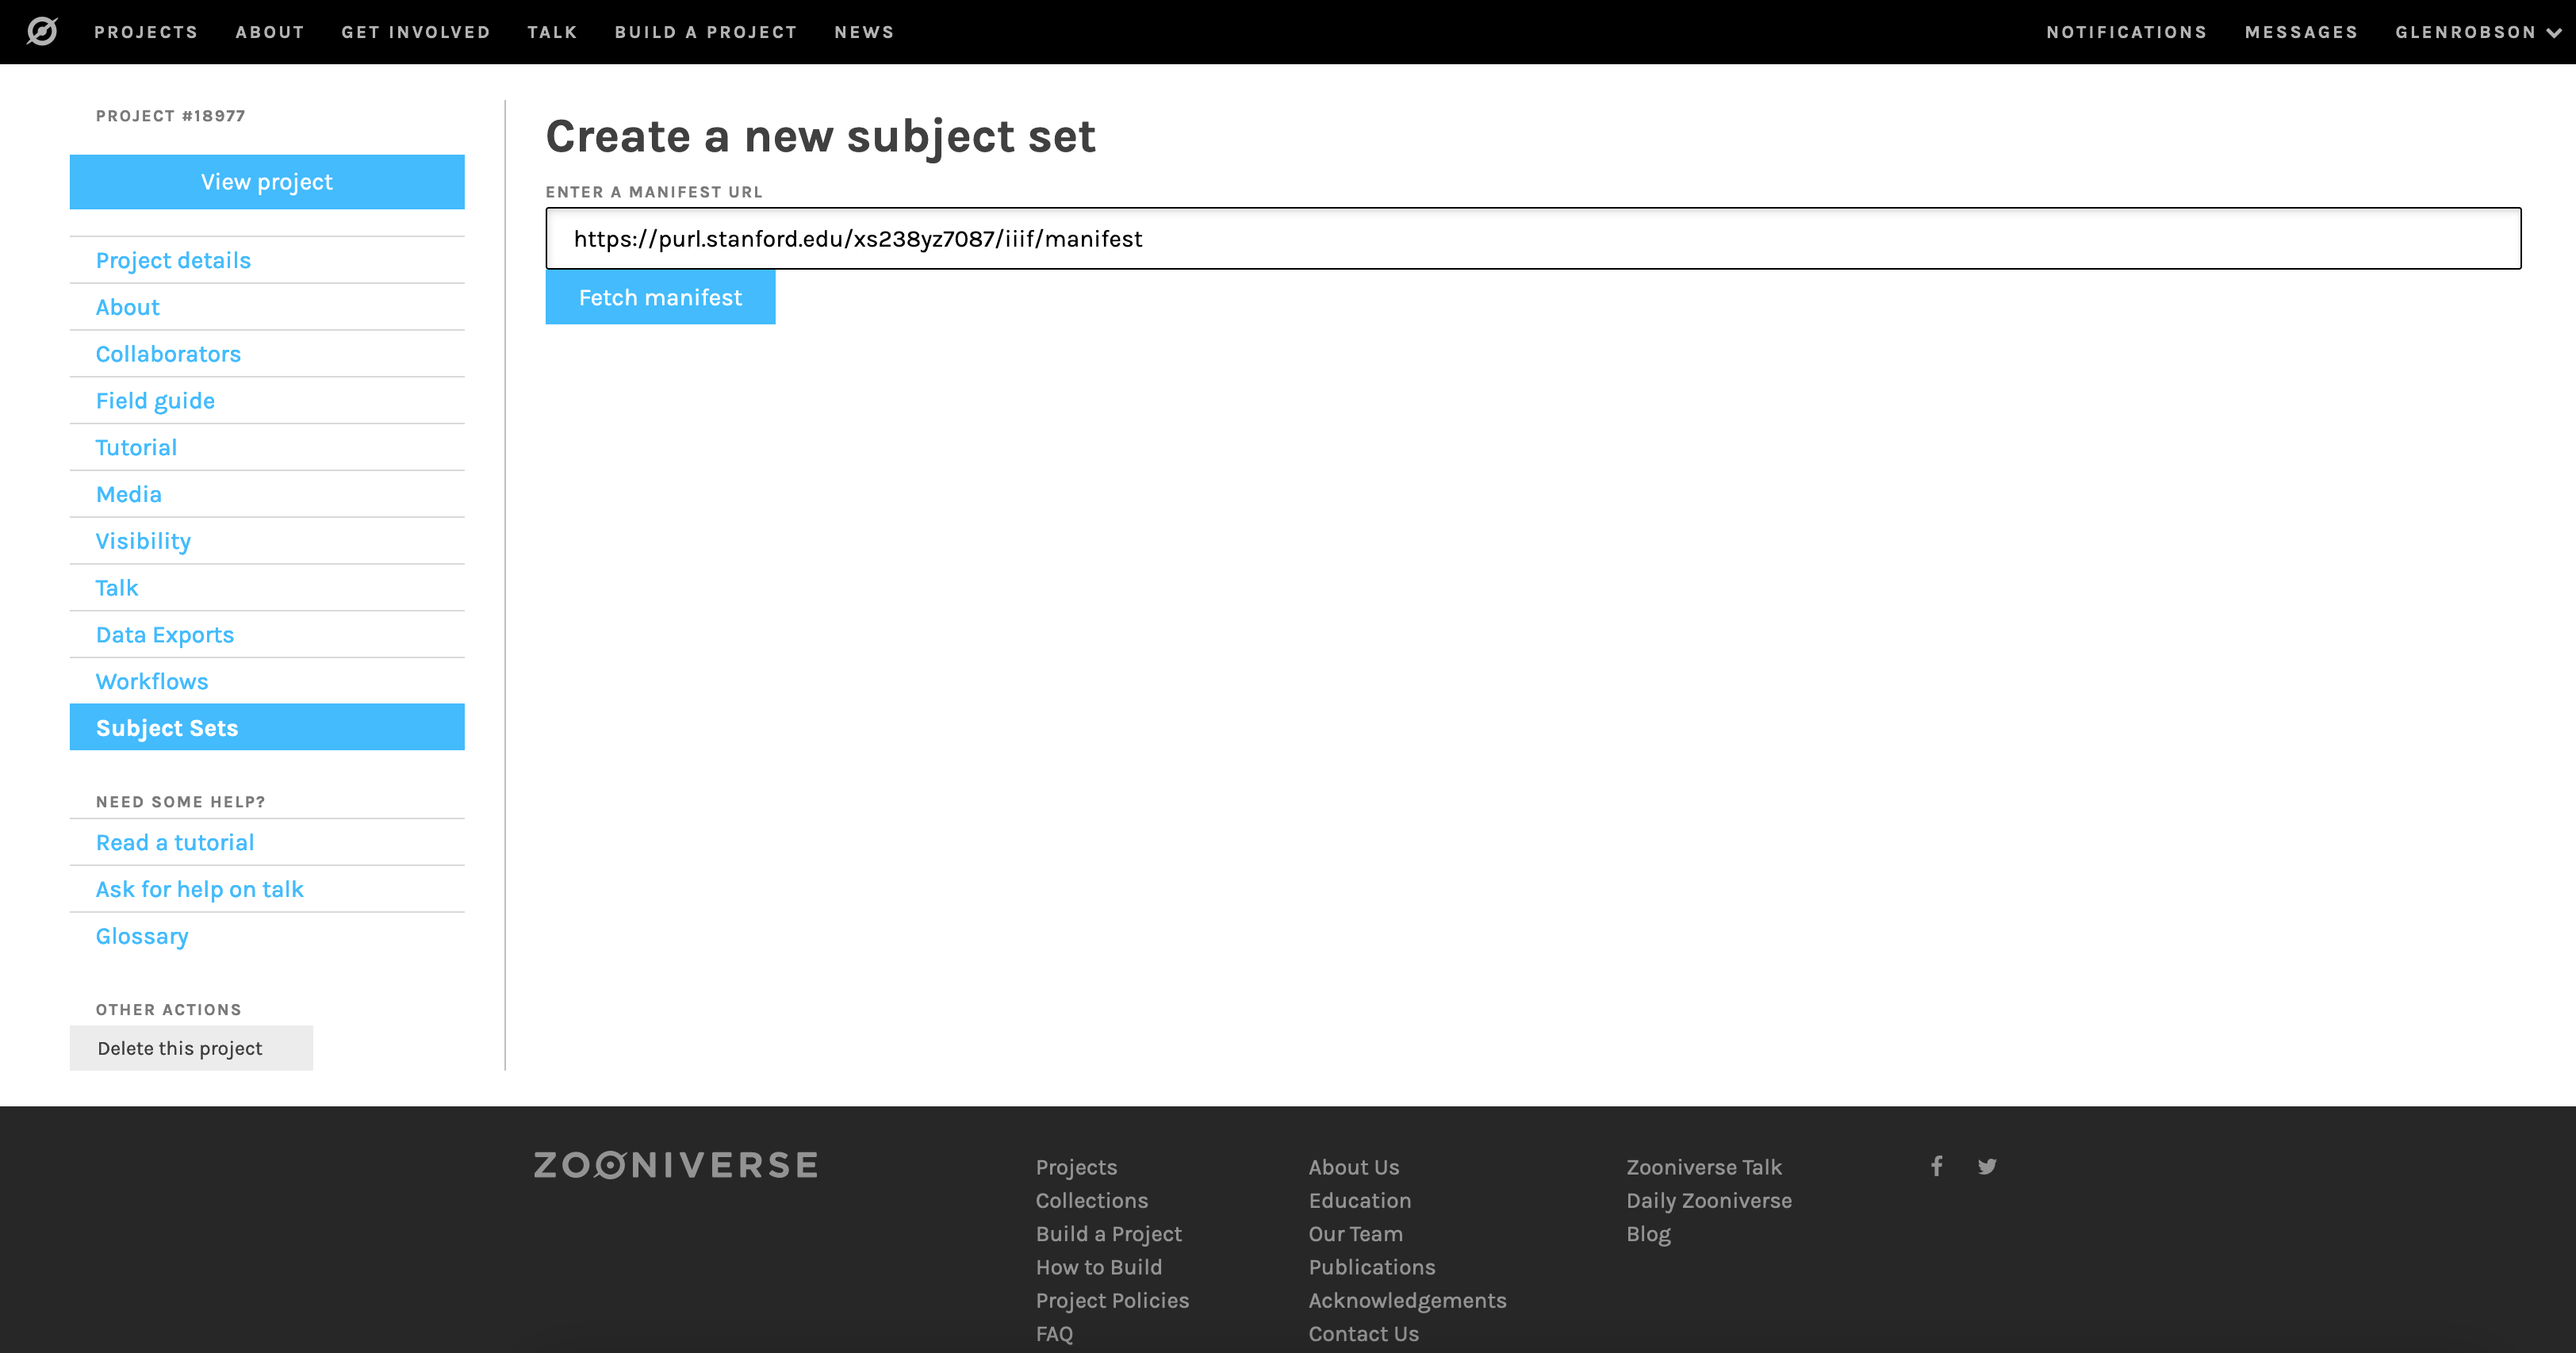 PROJECTS ABOUT GET INVOLVED TALK BUILD A PROJECT NEWS NOTIFICATIONS MESSAGES GLENROBSON
PROJECT #18977
View project
Project details
About
Collaborators
Field guide
Tutorial
Media
Visibility
Talk
Data Exports
Workflows
Subject Sets
NEED SOME HELP?
Read a tutorial
Ask for help on talk
Glossary
OTHER ACTIONS
Delete this project
Create a new subject set
ENTER A MANIFEST URL
https://purl.stanford.edu/xs238yz7087/iiif/manifest
Fetch manifest
ZOONIVERSE
Projects
Collections
Build a Project
How to Build
Project Policies
FAQ
About Us
Education
Our Team
Publications
Acknowledgements
Contact Us
Zooniverse Talk
Daily Zooniverse
Blog